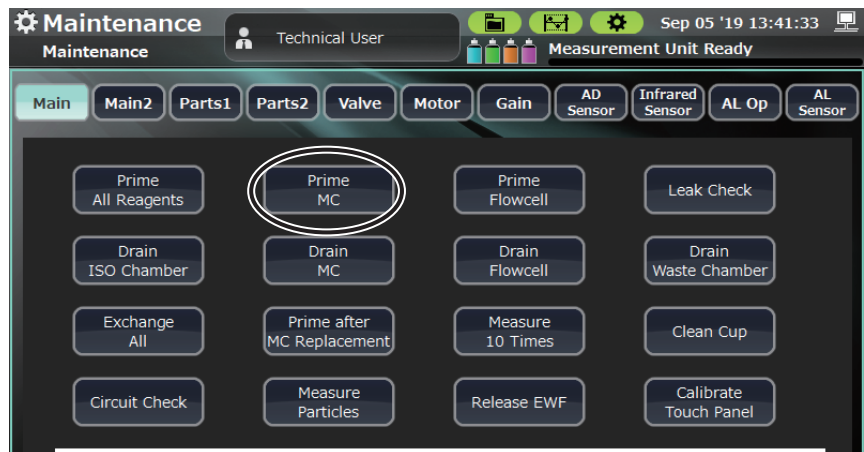 Maintenance
Technical User
Sep 05 '19 13:41:33
Maintenance
Measurement Unit Ready
Main Main2 Parts1 Parts2 Valve Motor Gain AD Sensor Infrared Sensor AL Op AL Sensor
Prime
All Reagents
Prime
MC
Prime
Flowcell
Leak Check
Drain
ISO Chamber
Drain
MC
Drain
Flowcell
Drain
Waste Chamber
Exchange
All
Prime after
MC Replacement
Measure
10 Times
Clean Cup
Circuit Check
Measure
Particles
Release EWF
Calibrate
Touch Panel